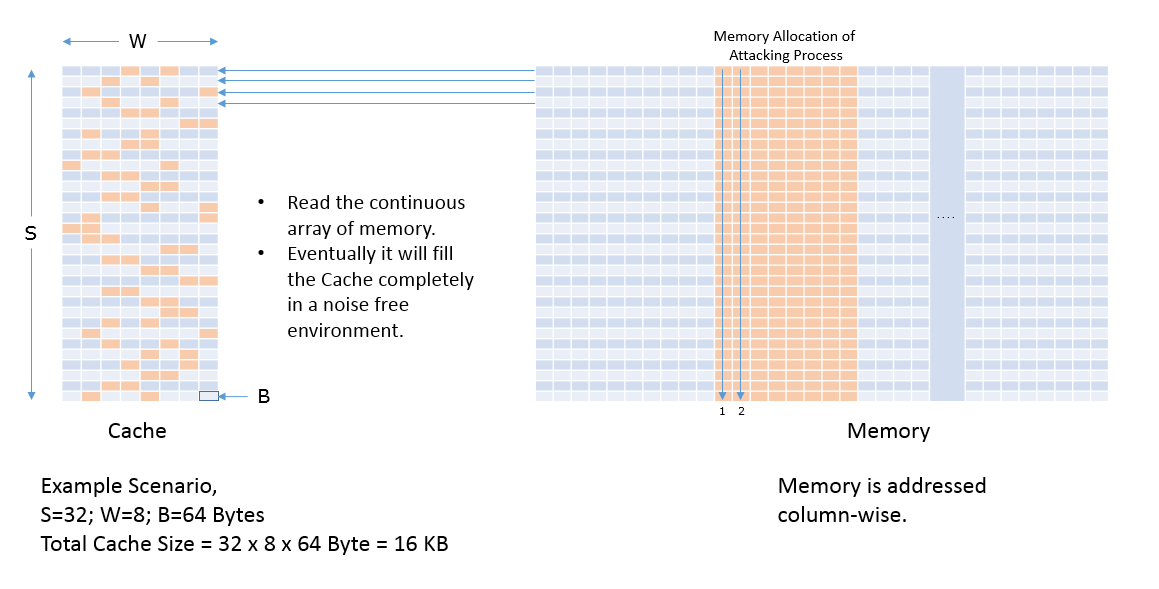 W
Memory Allocation of
Attacking Process
S
• Read the continuous
array of memory.
• Eventually it will fill
the Cache completely
in a noise free
environment.
....
B
1 2
Cache
Memory
Example Scenario,
S=32; W=8; B=64 Bytes
Total Cache Size = 32 x 8 x 64 Byte = 16 KB
Memory is addressed
column-wise.